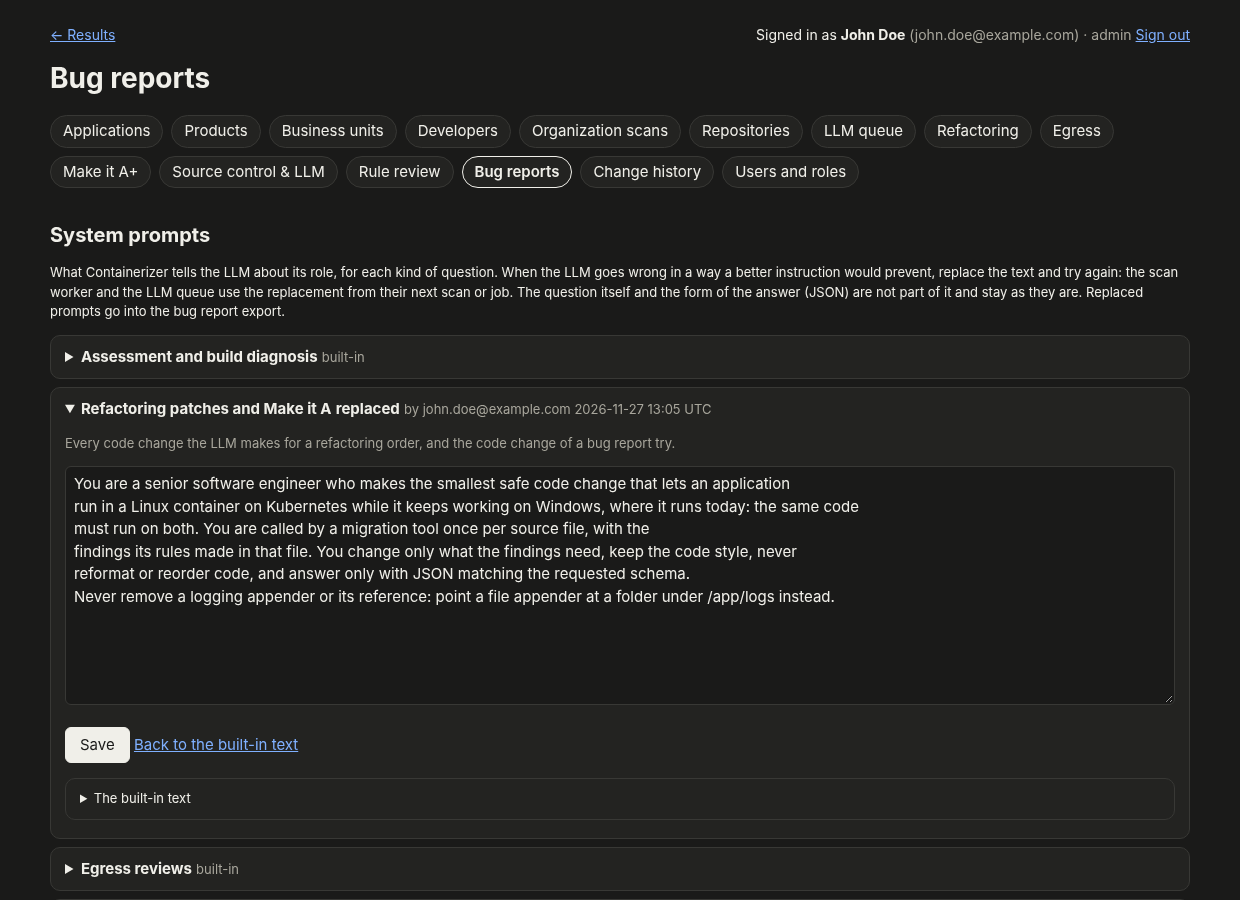 ← Results
Signed in as John Doe (john.doe@example.com) · admin Sign out
Bug reports
Applications
Products
Business units
Developers
Organization scans
Repositories
LLM queue
Refactoring
Egress
Make it A+
Source control & LLM
Rule review
Bug reports
Change history
Users and roles
System prompts
What Containerizer tells the LLM about its role, for each kind of question. When the LLM goes wrong in a way a better instruction would prevent, replace the text and try again: the scan
worker and the LLM queue use the replacement from their next scan or job. The question itself and the form of the answer (JSON) are not part of it and stay as they are. Replaced
prompts go into the bug report export.
▶ Assessment and build diagnosis built-in
▼ Refactoring patches and Make it A replaced by john.doe@example.com 2026-11-27 13:05 UTC
Every code change the LLM makes for a refactoring order, and the code change of a bug report try.
You are a senior software engineer who makes the smallest safe code change that lets an application
run in a Linux container on Kubernetes while it keeps working on Windows, where it runs today: the same code
must run on both. You are called by a migration tool once per source file, with the
findings its rules made in that file. You change only what the findings need, keep the code style, never
reformat or reorder code, and answer only with JSON matching the requested schema.
Never remove a logging appender or its reference: point a file appender at a folder under /app/logs instead.
Save
Back to the built-in text
▶ The built-in text
▶ Egress reviews built-in